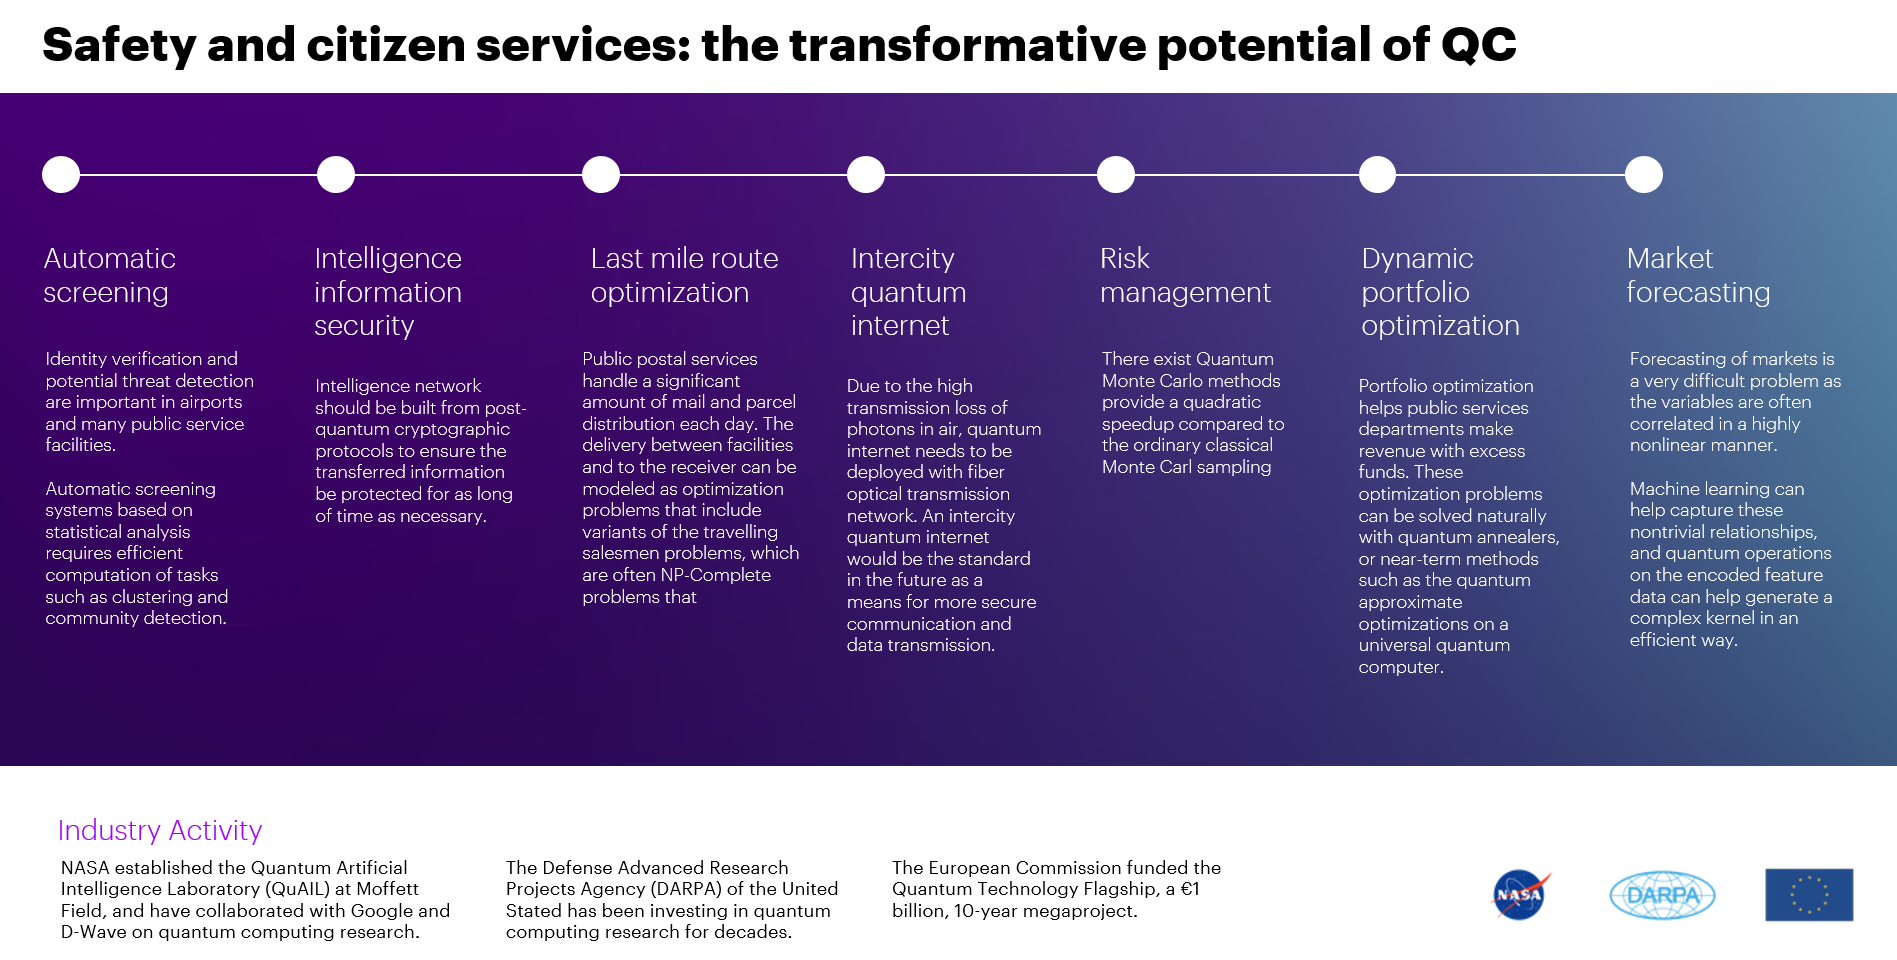 Safety and citizen services: the transformative potential of QC
Automatic
screening
Identity verification and
potential threat detection
are important in airports
and many public service
facilities.
Automatic screening
systems based on
statistical analysis
requires efficient
computation of tasks
such as clustering and
community detection.
Intelligence
information
security
Intelligence network
should be built from post-
quantum cryptographic
protocols to ensure the
transferred information
be protected for as long
of time as necessary.
Last mile route
optimization
Public postal services
handle a significant
amount of mail and parcel
distribution each day. The
delivery between facilities
and to the receiver can be
modeled as optimization
problems that include
variants of the travelling
salesmen problems, which
are often NP-Complete
problems that
Intercity
quantum
internet
Due to the high
transmission loss of
photons in air, quantum
internet needs to be
deployed with fiber
optical transmission
network. An intercity
quantum internet
would be the standard
in the future as a
means for more secure
communication and
data transmission.
Risk
management
There exist Quantum
Monte Carlo methods
provide a quadratic
speedup compared to
the ordinary classical
Monte Carl sampling
Dynamic
portfolio
optimization
Portfolio optimization
helps public services
departments make
revenue with excess
funds. These
optimization problems
can be solved naturally
with quantum annealers,
or near-term methods
such as the quantum
approximate
optimizations on a
universal quantum
computer.
Market
forecasting
Forecasting of markets is
a very difficult problem as
the variables are often
correlated in a highly
nonlinear manner.
Machine learning can
help capture these
nontrivial relationships,
and quantum operations
on the encoded feature
data can help generate a
complex kernel in an
efficient way.
Industry Activity
NASA established the Quantum Artificial
Intelligence Laboratory (QuAIL) at Moffett
Field, and have collaborated with Google and
D-Wave on quantum computing research.
The Defense Advanced Research
Projects Agency (DARPA) of the United
Stated has been investing in quantum
computing research for decades.
The European Commission funded the
Quantum Technology Flagship, a €1
billion, 10-year megaproject.
NASA
DARPA